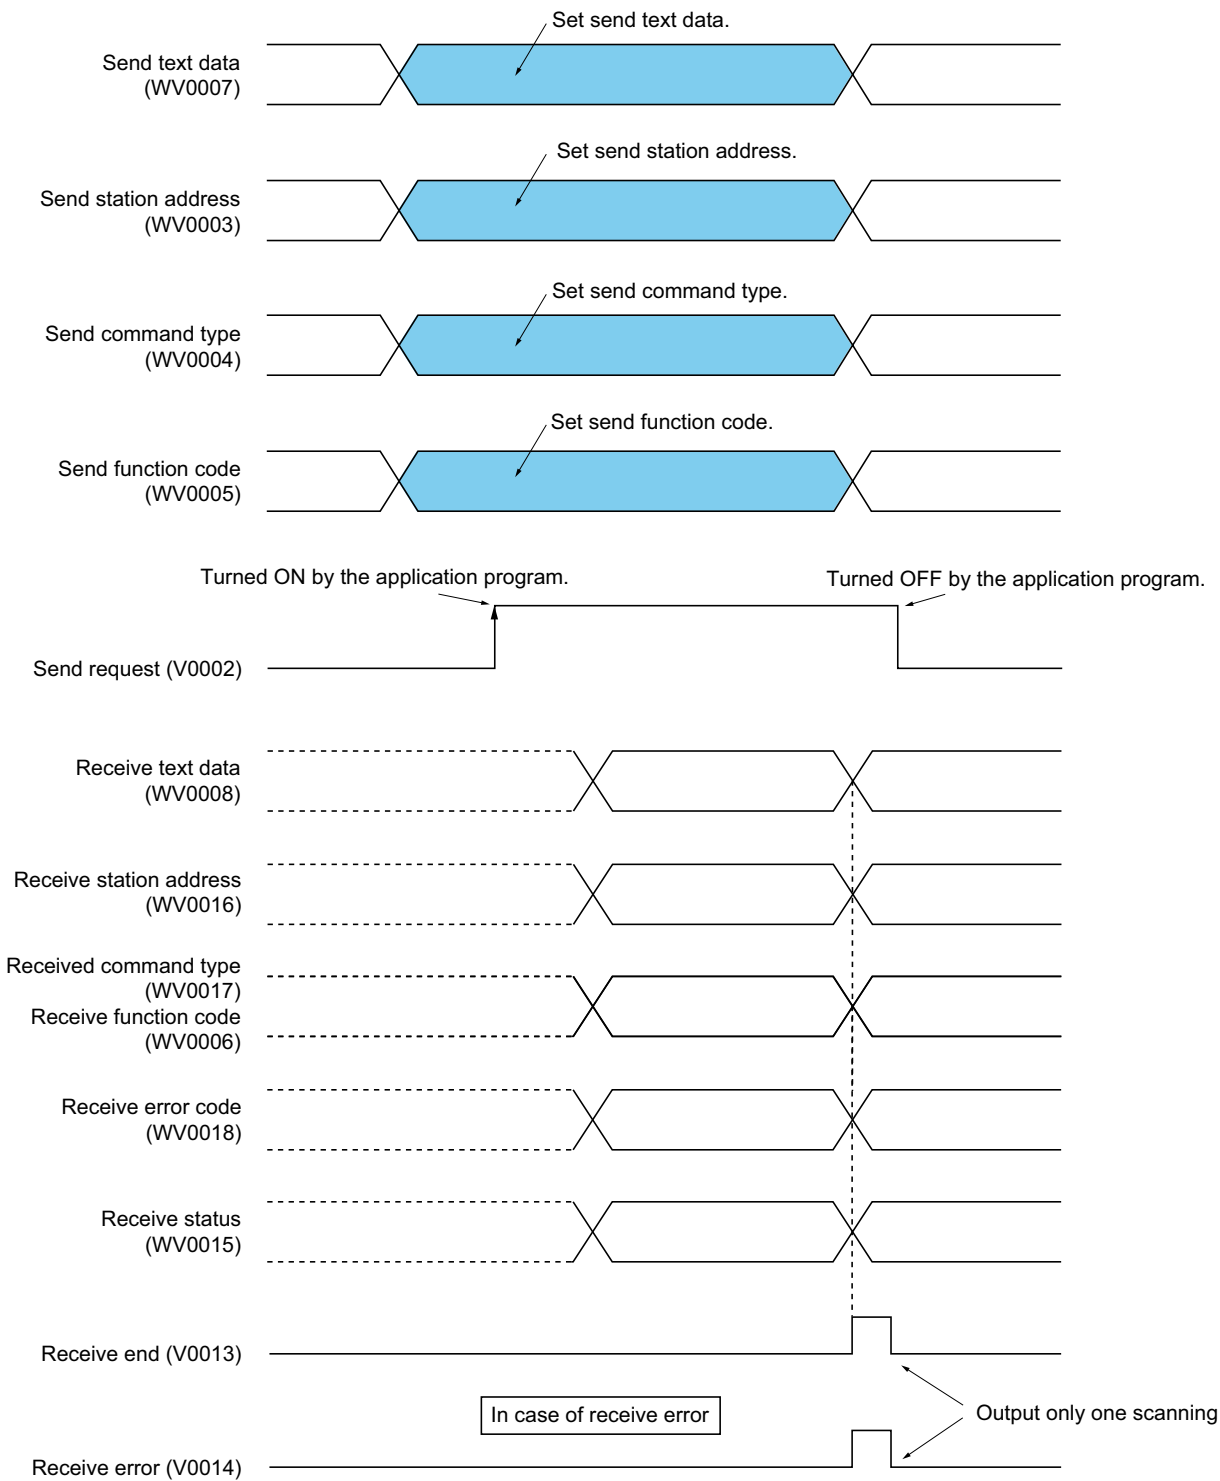 Set send text data.
Send text data
(WV0007)
Set send station address.
Send station address
(WV0003)
Set send command type.
Send command type
(WV0004)
Set send function code.
Send function code
(WV0005)
Turned ON by the application program.
Turned OFF by the application program.
Send request (V0002)
Receive text data
(WV0008)
Receive station address
(WV0016)
Received command type
(WV0017)
Receive function code
(WV0006)
Receive error code
(WV0018)
Receive status
(WV0015)
Receive end (V0013)
In case of receive error
Output only one scanning
Receive error (V0014)